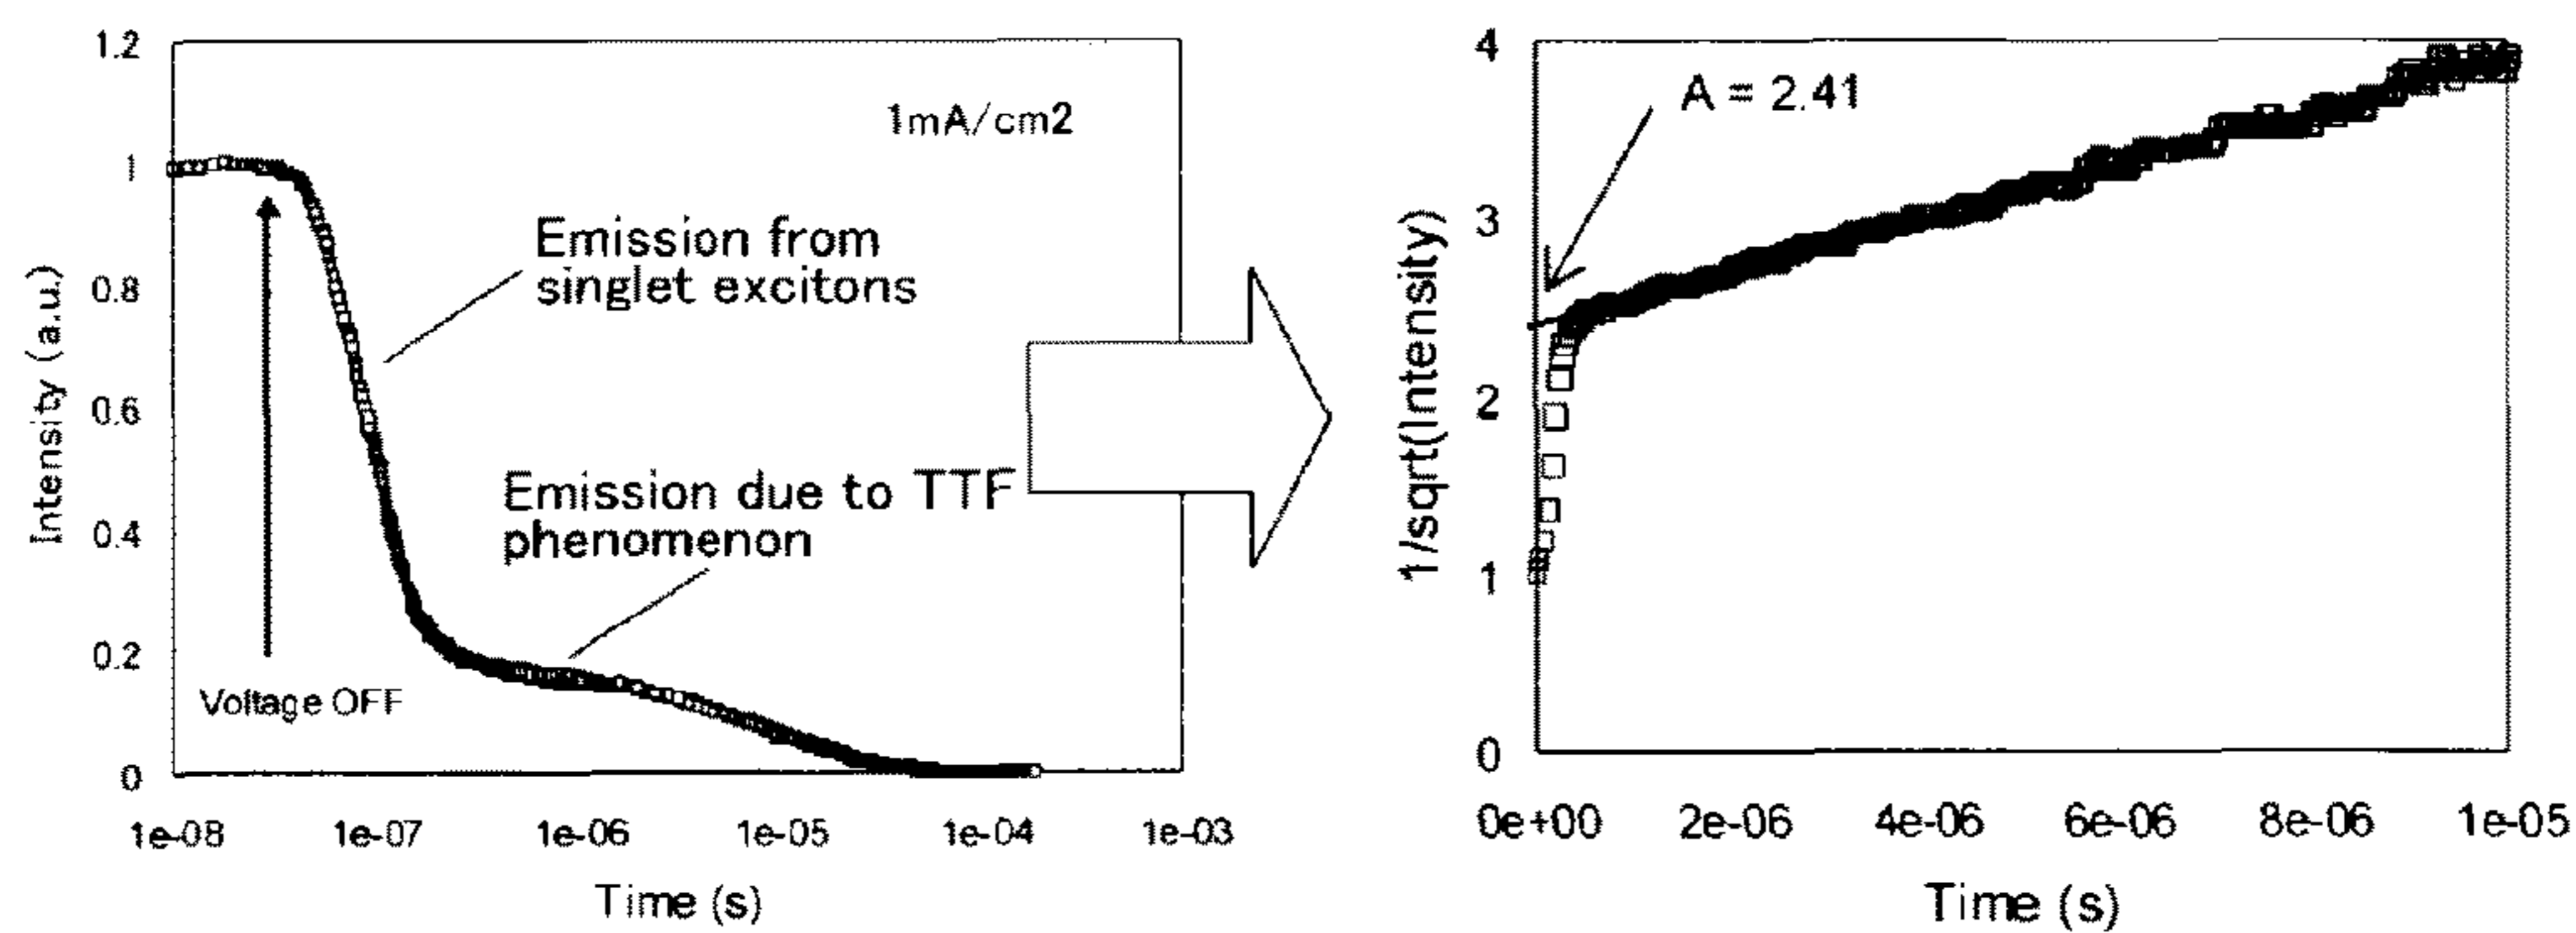 1.2
1
0.8
0.6
0.4
0.2
0
Intensity (a.u.)
1mA/cm2
Emission from
singlet excitons
Emission due to TTF
phenomenon
Voltage OFF
1e-08 1e-07 1e-06 1e-05 1e-04 1e-03
Time (s)
4
3
2
1
0
1/sqrt(Intensity)
A = 2.41
0e+00 2e-06 4e-06 6e-06 8e-06 1e-05
Time (s)